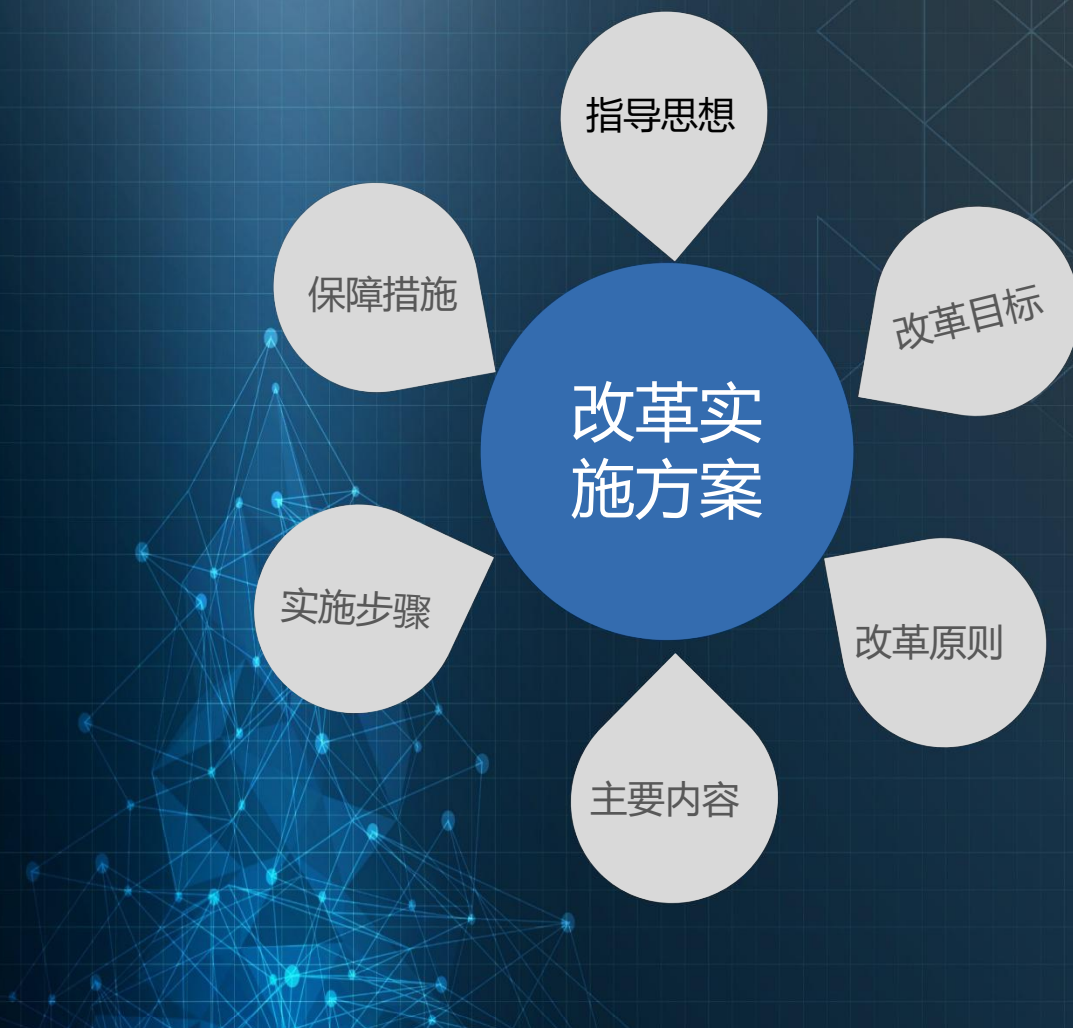 指导思想
保障措施
改革目标
改革实
施方案
实施步骤
改革原则
主要内容